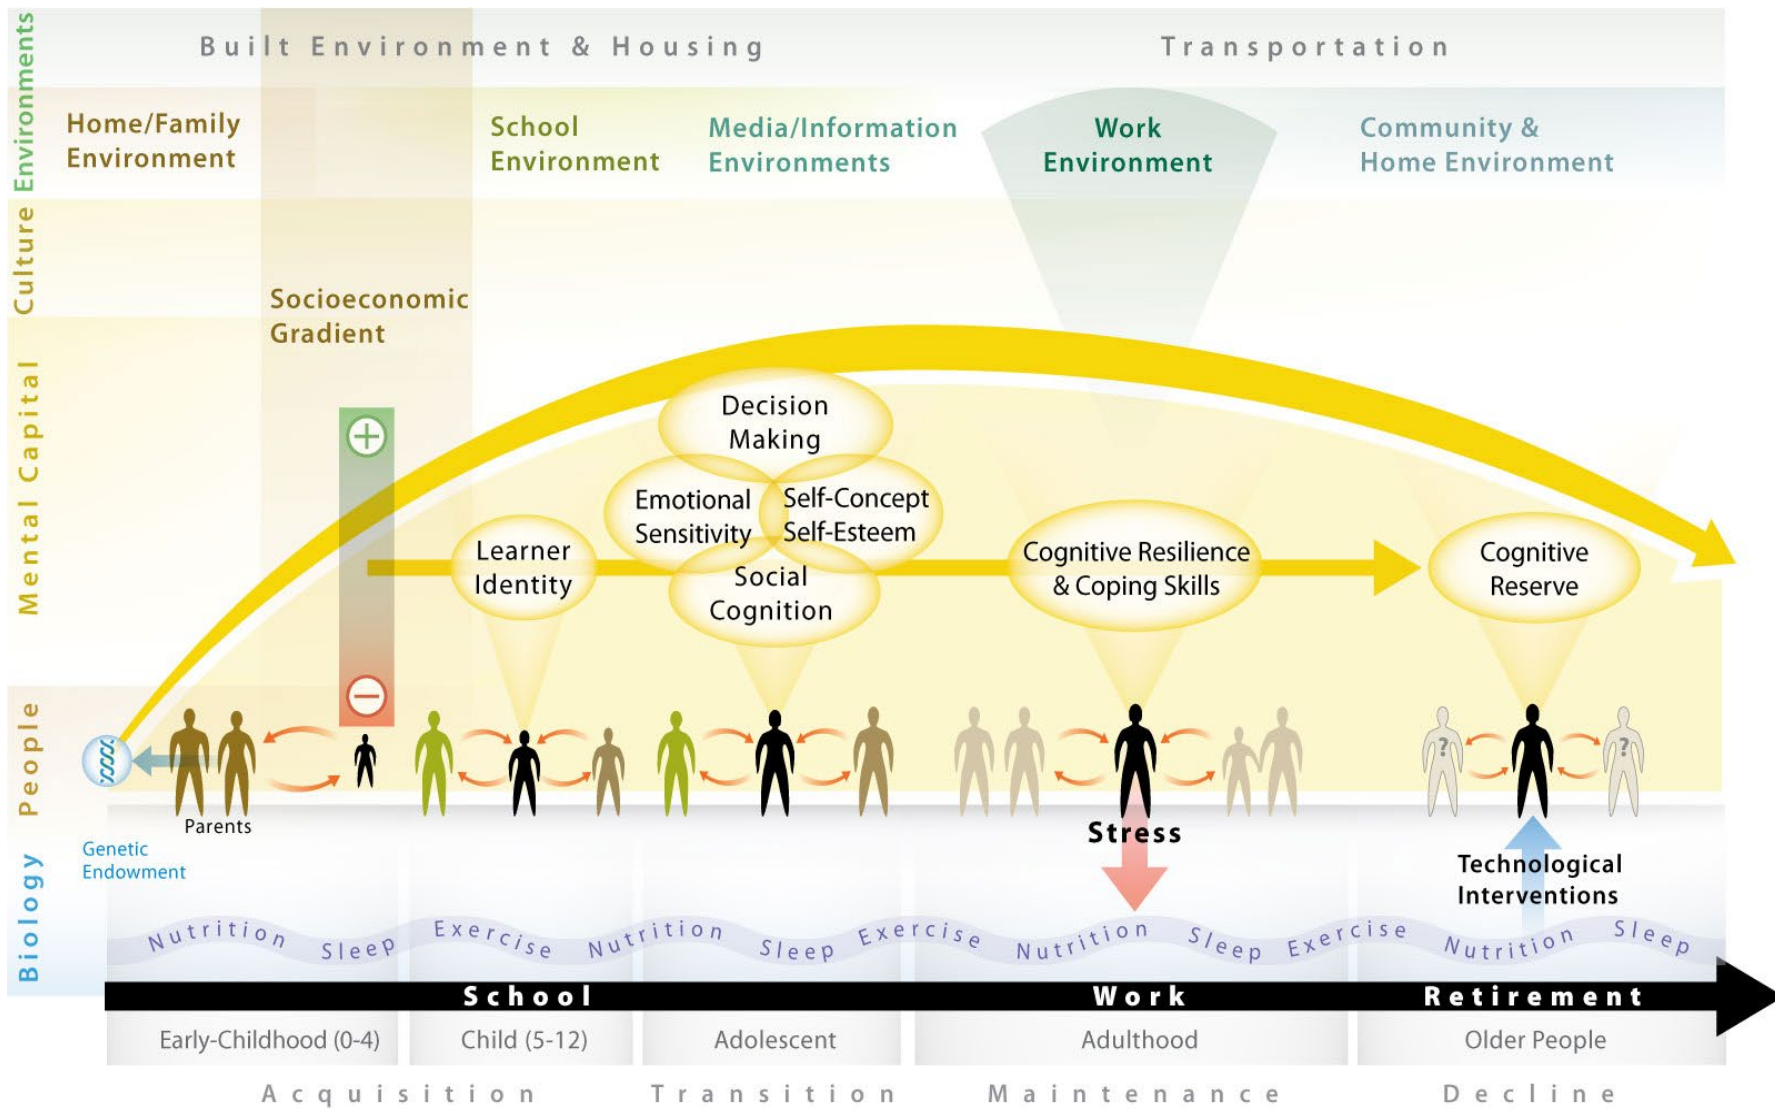 Environments
Culture
Mental Capital
People
Biology
Built Environment & Housing
Transportation
Home/Family
Environment
School
Environment
Media/Information
Environments
Work
Environment
Community &
Home Environment
Socioeconomic
Gradient
+
−
Learner
Identity
Decision
Making
Emotional
Sensitivity
Self-Concept
Self-Esteem
Social
Cognition
Cognitive Resilience
& Coping Skills
Cognitive
Reserve
?
?
Parents
Genetic
Endowment
Stress
Technological
Interventions
Nutrition Sleep Exercise Nutrition Sleep Exercise Nutrition Sleep Exercise Nutrition Sleep
School
Work
Retirement
Early-Childhood (0-4)
Child (5-12)
Adolescent
Adulthood
Older People
Acquisition
Transition
Maintenance
Decline